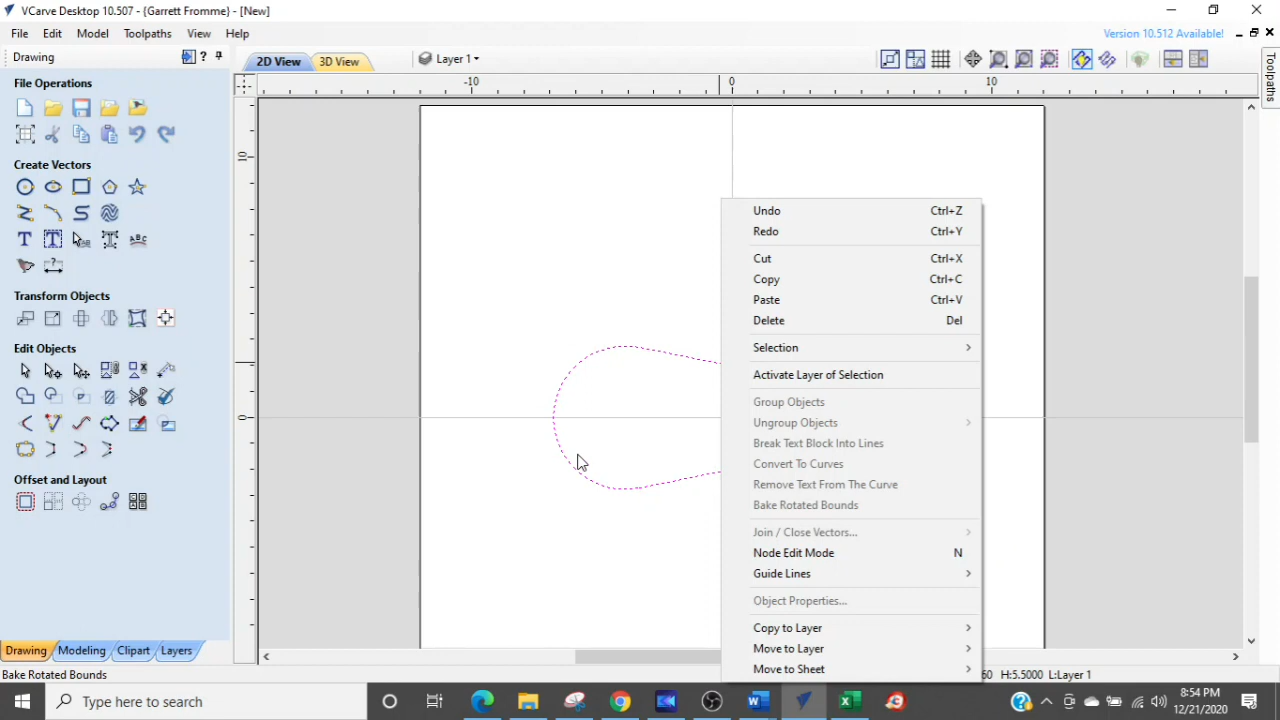 VCarve Desktop 10.507 - {Garrett Fromme} - [New]
File Edit Model Toolpaths View Help
Version 10.512 Available!
Drawing
2D View 3D View
Layer 1
File Operations
-10 0 10
Create Vectors
10
0
Transform Objects
Edit Objects
Offset and Layout
Undo Ctrl+Z
Redo Ctrl+Y
Cut Ctrl+X
Copy Ctrl+C
Paste Ctrl+V
Delete Del
Selection
Activate Layer of Selection
Group Objects
Ungroup Objects
Break Text Block Into Lines
Convert To Curves
Remove Text From The Curve
Bake Rotated Bounds
Join / Close Vectors...
Node Edit Mode N
Guide Lines
Object Properties...
Copy to Layer
Move to Layer
Move to Sheet
Toolpaths
Drawing Modeling Clipart Layers
Bake Rotated Bounds
60 H:5.5000 L:Layer 1
Type here to search
8:54 PM
12/21/2020